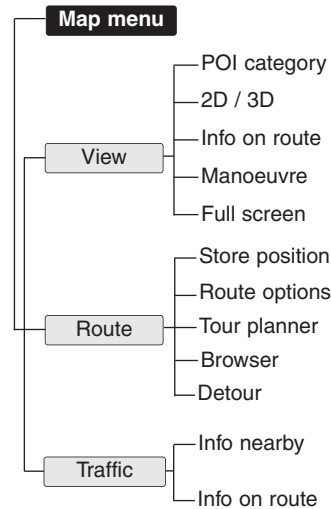 Map menu
View
POI category
2D / 3D
Info on route
Manoeuvre
Full screen
Route
Store position
Route options
Tour planner
Browser
Detour
Traffic
Info nearby
Info on route